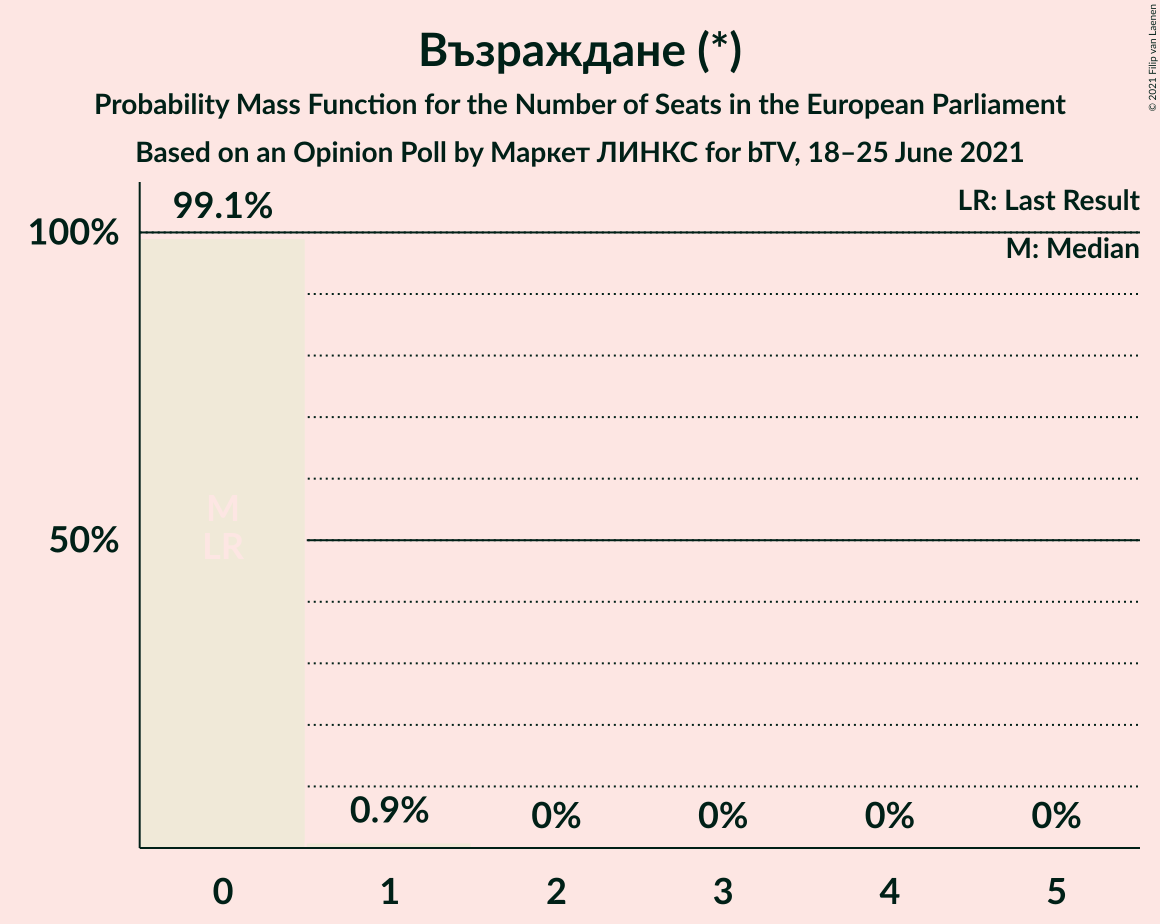 Възраждане (*)
Probability Mass Function for the Number of Seats in the European Parliament
Based on an Opinion Poll by Маркет ЛИНКС for bTV, 18–25 June 2021
© 2021 Filip van Laenen
LR: Last Result
M: Median
99.1%
100%
M
50%
LR
0.9%
0%
0%
0%
0%
0
1
2
3
4
5